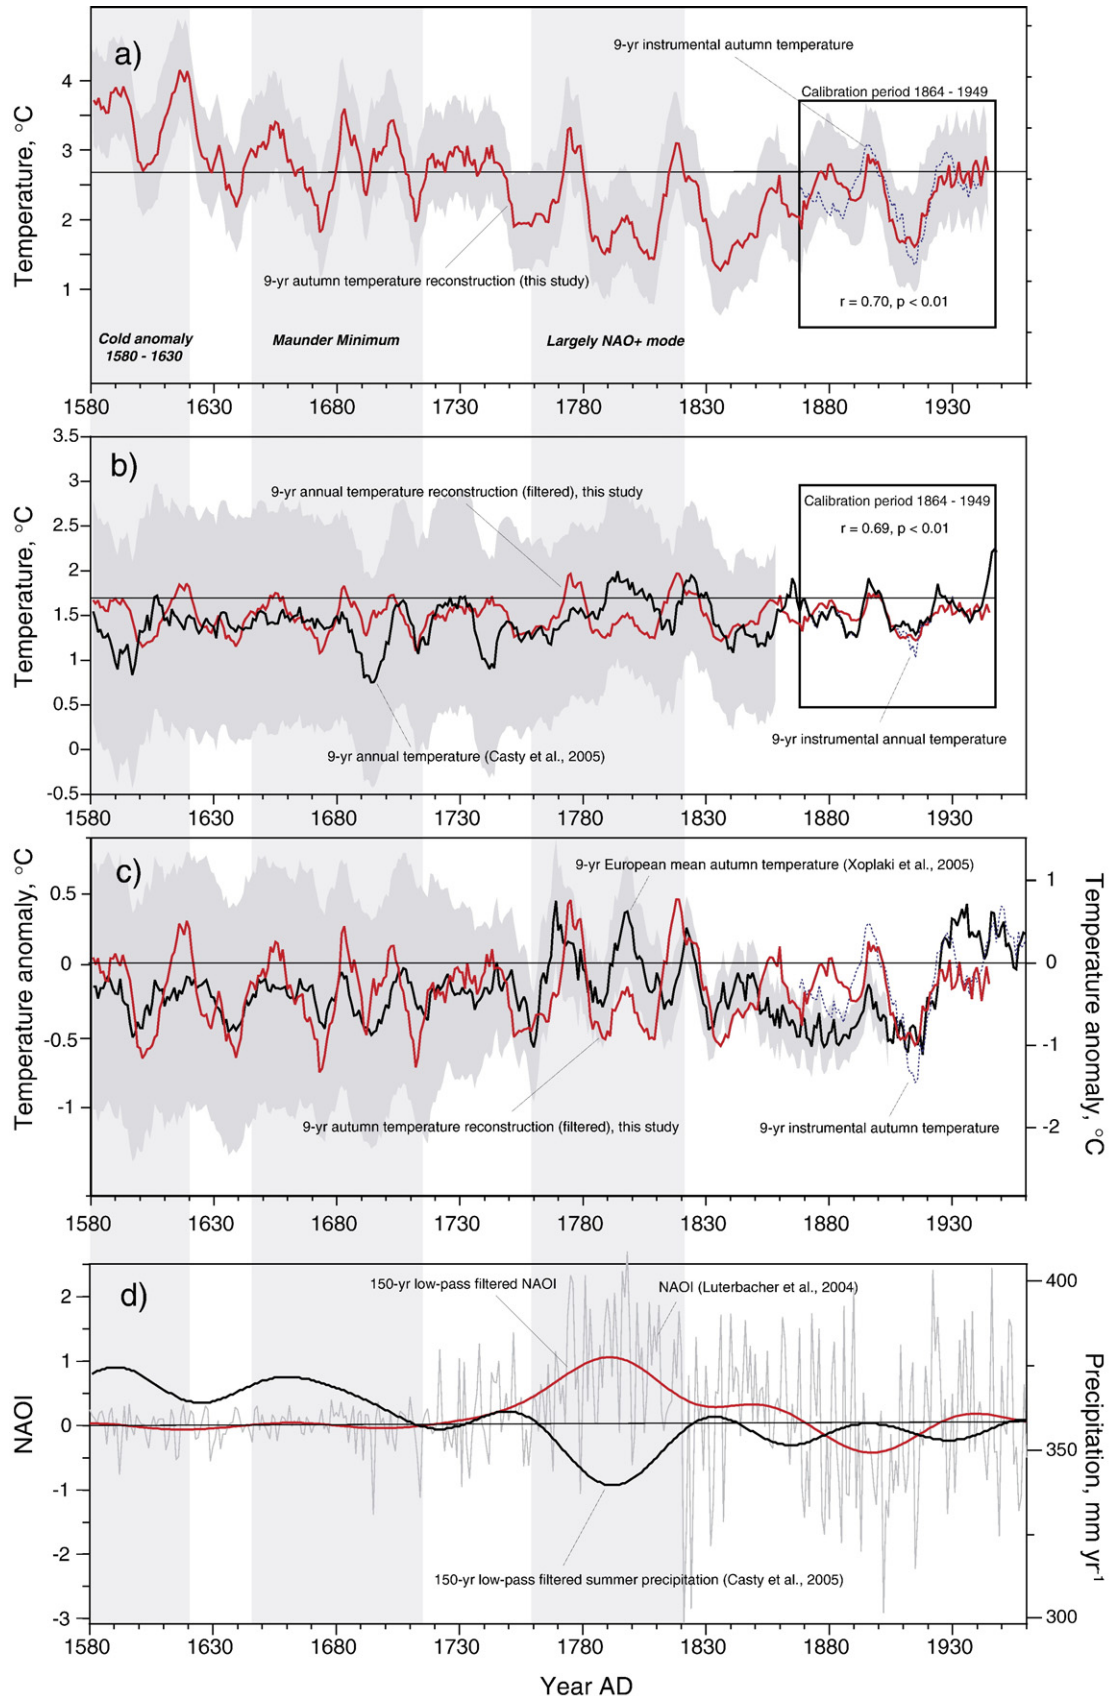 a)
9-yr instrumental autumn temperature
Calibration period 1864 - 1949
Temperature, °C
4
3
2
1
9-yr autumn temperature reconstruction (this study)
r = 0.70, p < 0.01
Cold anomaly
1580 - 1630
Maunder Minimum
Largely NAO+ mode
1580 1630 1680 1730 1780 1830 1880 1930
b)
9-yr annual temperature reconstruction (filtered), this study
Calibration period 1864 - 1949
r = 0.69, p < 0.01
Temperature, °C
3.5
3
2.5
2
1.5
1
0.5
0
-0.5
9-yr annual temperature (Casty et al., 2005)
9-yr instrumental annual temperature
1580 1630 1680 1730 1780 1830 1880 1930
c)
9-yr European mean autumn temperature (Xoplaki et al., 2005)
Temperature anomaly, °C
0.5
0
-0.5
-1
1
0
-1
-2
Temperature anomaly, °C
9-yr autumn temperature reconstruction (filtered), this study
9-yr instrumental autumn temperature
1580 1630 1680 1730 1780 1830 1880 1930
d)
150-yr low-pass filtered NAOI
NAOI (Luterbacher et al., 2004)
NAOI
2
1
0
-1
-2
-3
400
350
300
Precipitation, mm yr-1
150-yr low-pass filtered summer precipitation (Casty et al., 2005)
1580 1630 1680 1730 1780 1830 1880 1930
Year AD